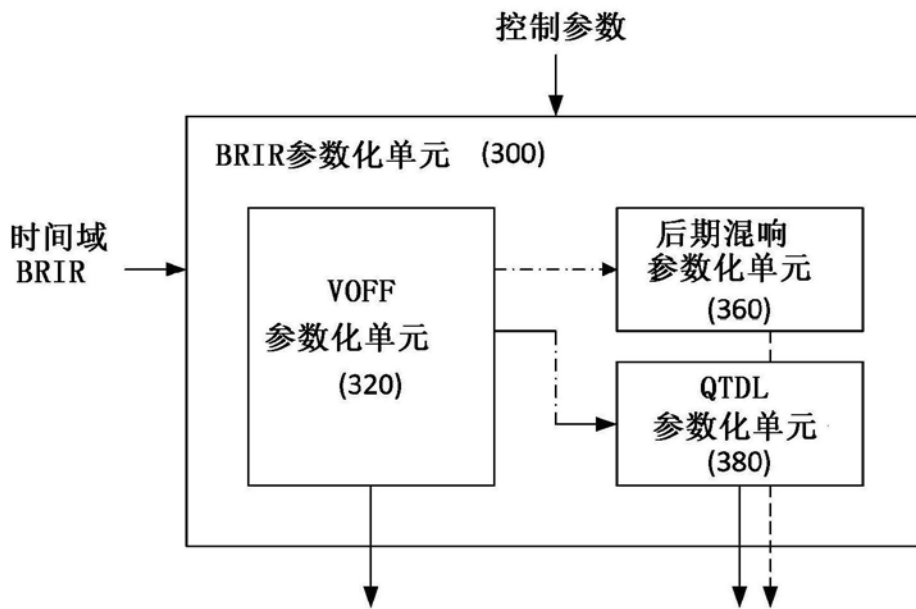 控制参数
BRIR参数化单元 (300)
时间域
BRIR
VOFF
参数化单元
(320)
后期混响
参数化单元
(360)
QTDL
参数化单元
(380)